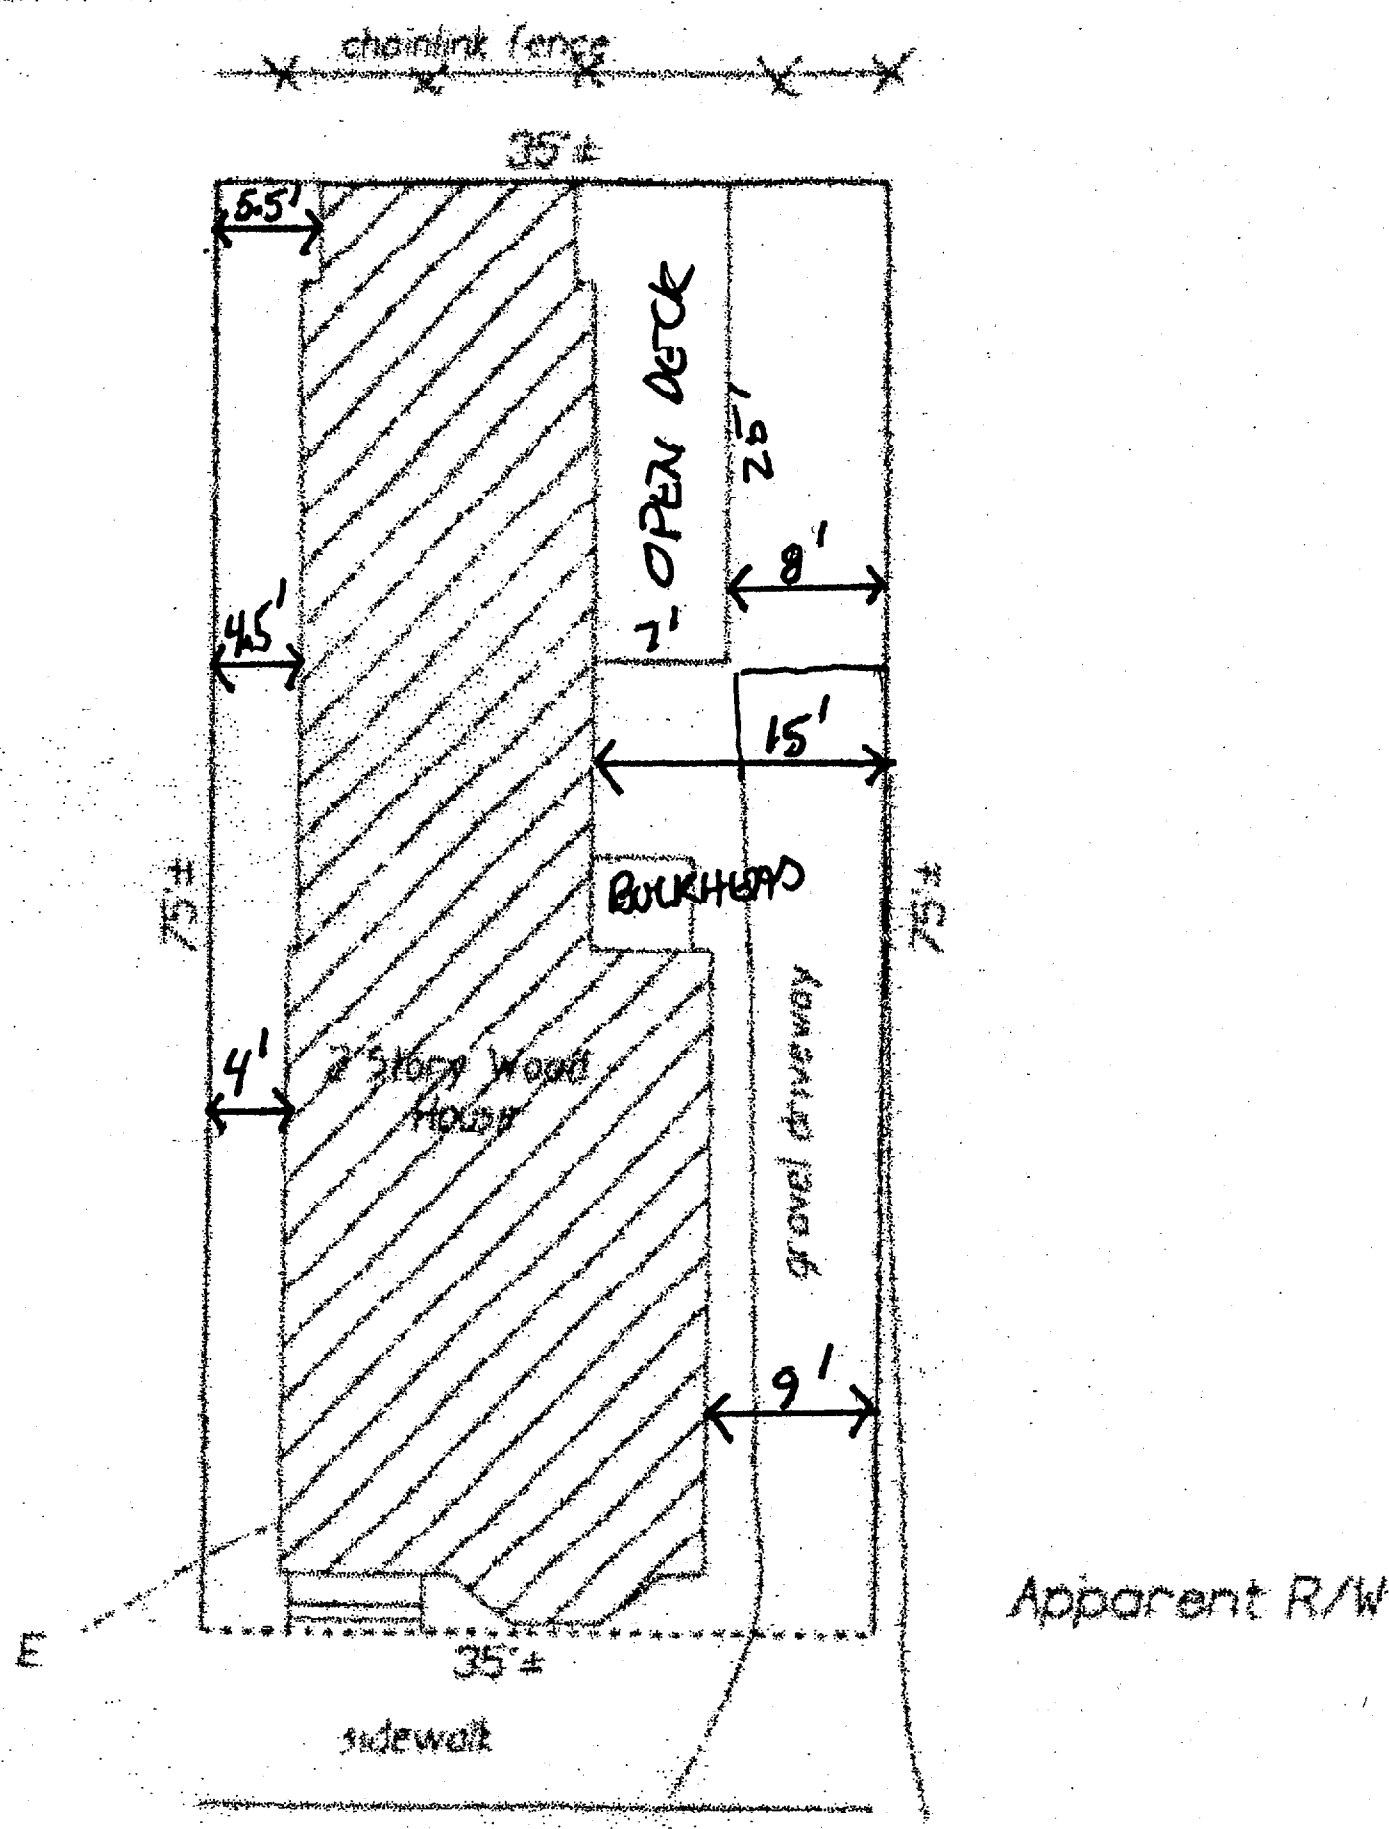 chainlink fence
35'±
5.5'
OPEN DECK
25'
8'
4.5'
7'
15'
75'±
BULKHEAD
75'±
gravel driveway
4'
2 Story Wood
House
9'
Apparent R/W
E
35'±
sidewalk